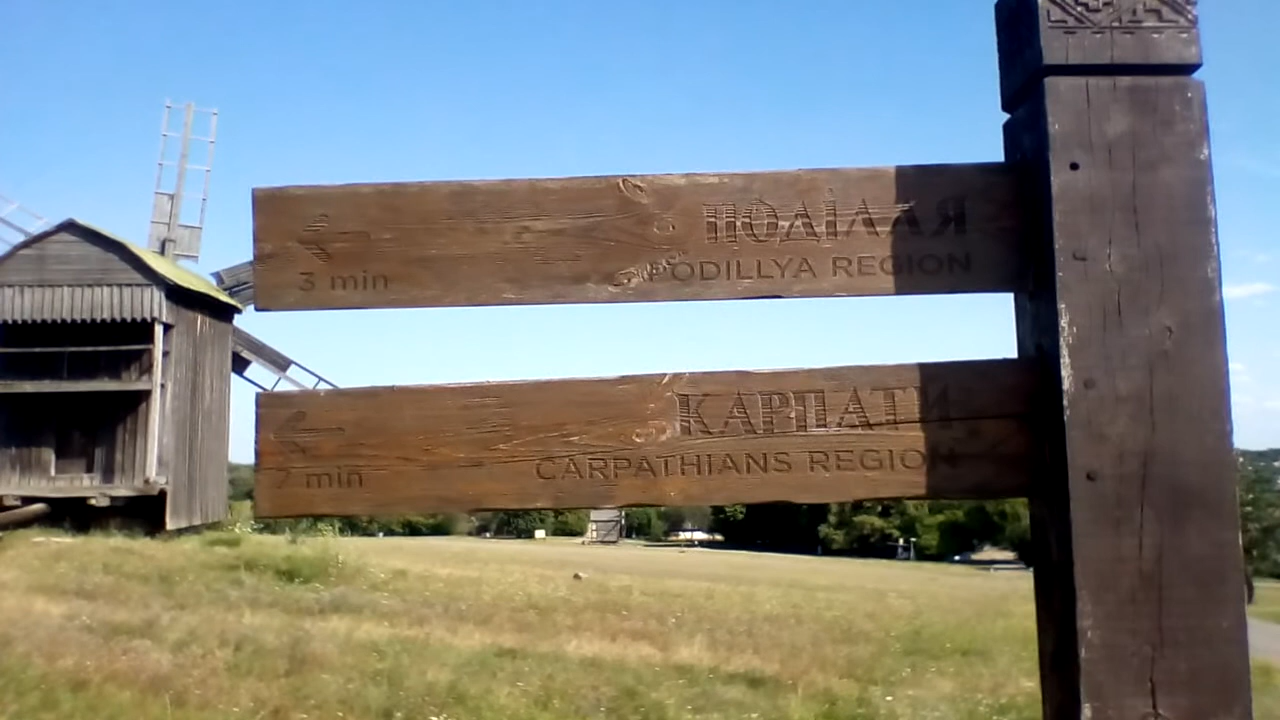 ПОДІЛЛЯ
PODILLYA REGION
3 min
КАРПАТИ
CARPATHIANS REGION
7 min